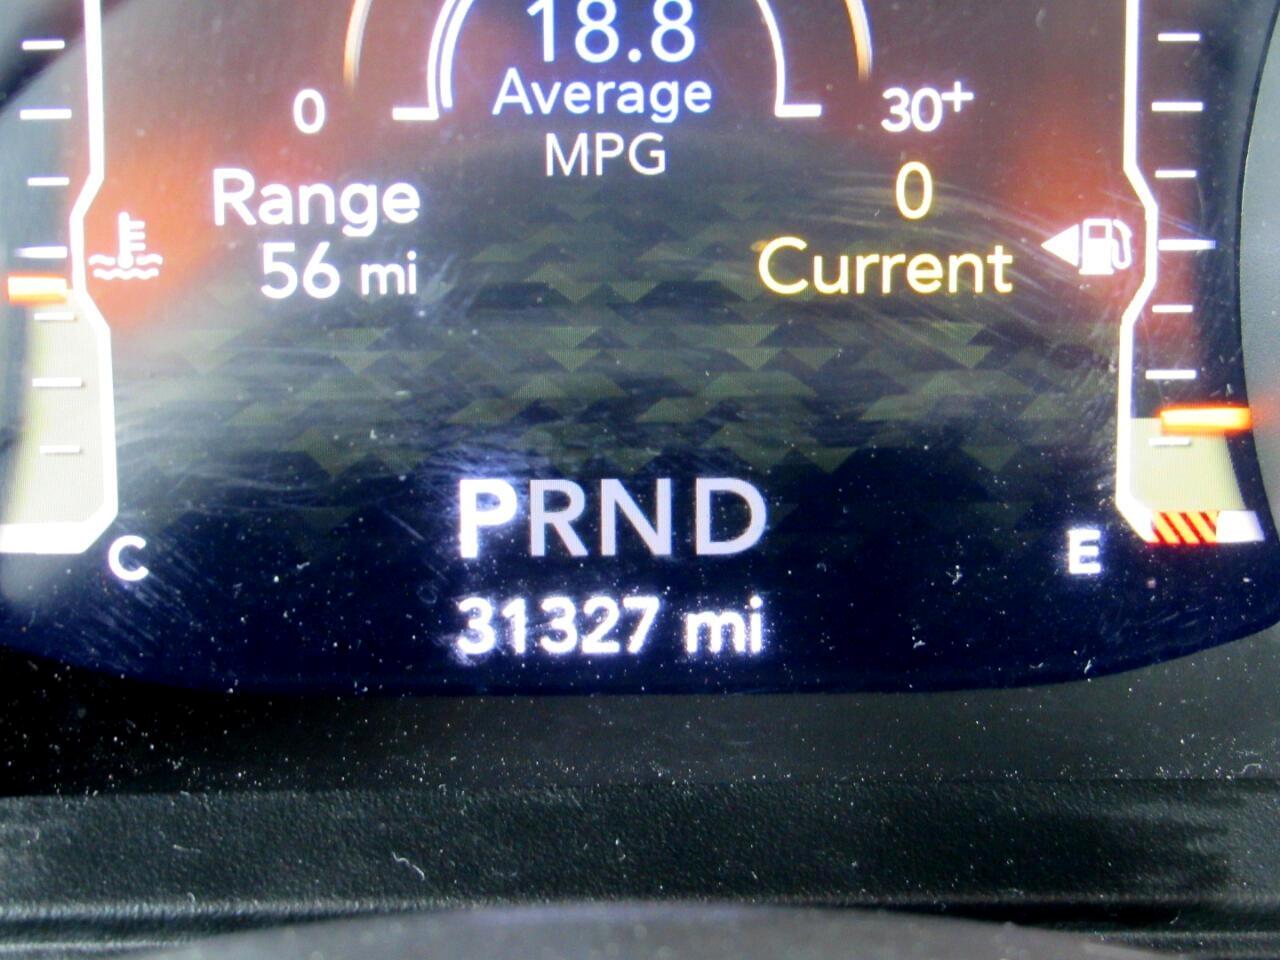 18.8
Average
MPG
0
30+
Range
56 mi
0
Current
PRND
C
E
31327 mi